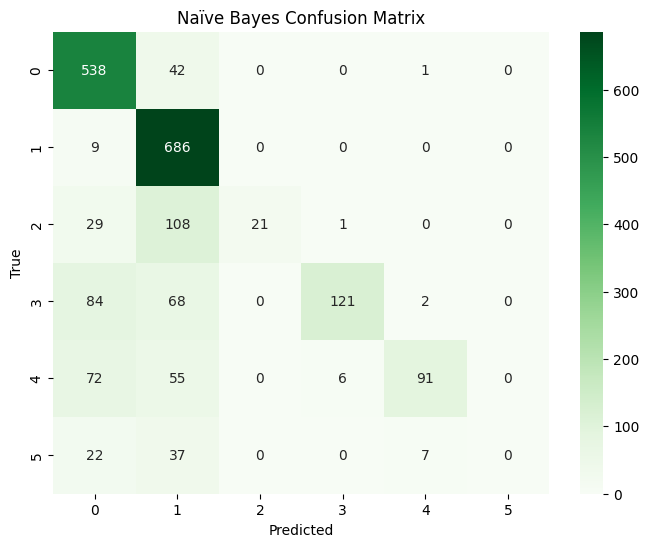 Naïve Bayes Confusion Matrix
0 538 42 0 0 1 0
1 9 686 0 0 0 0
2 29 108 21 1 0 0
3 84 68 0 121 2 0
4 72 55 0 6 91 0
5 22 37 0 0 7 0
0 1 2 3 4 5
True
Predicted
600
500
400
300
200
100
0